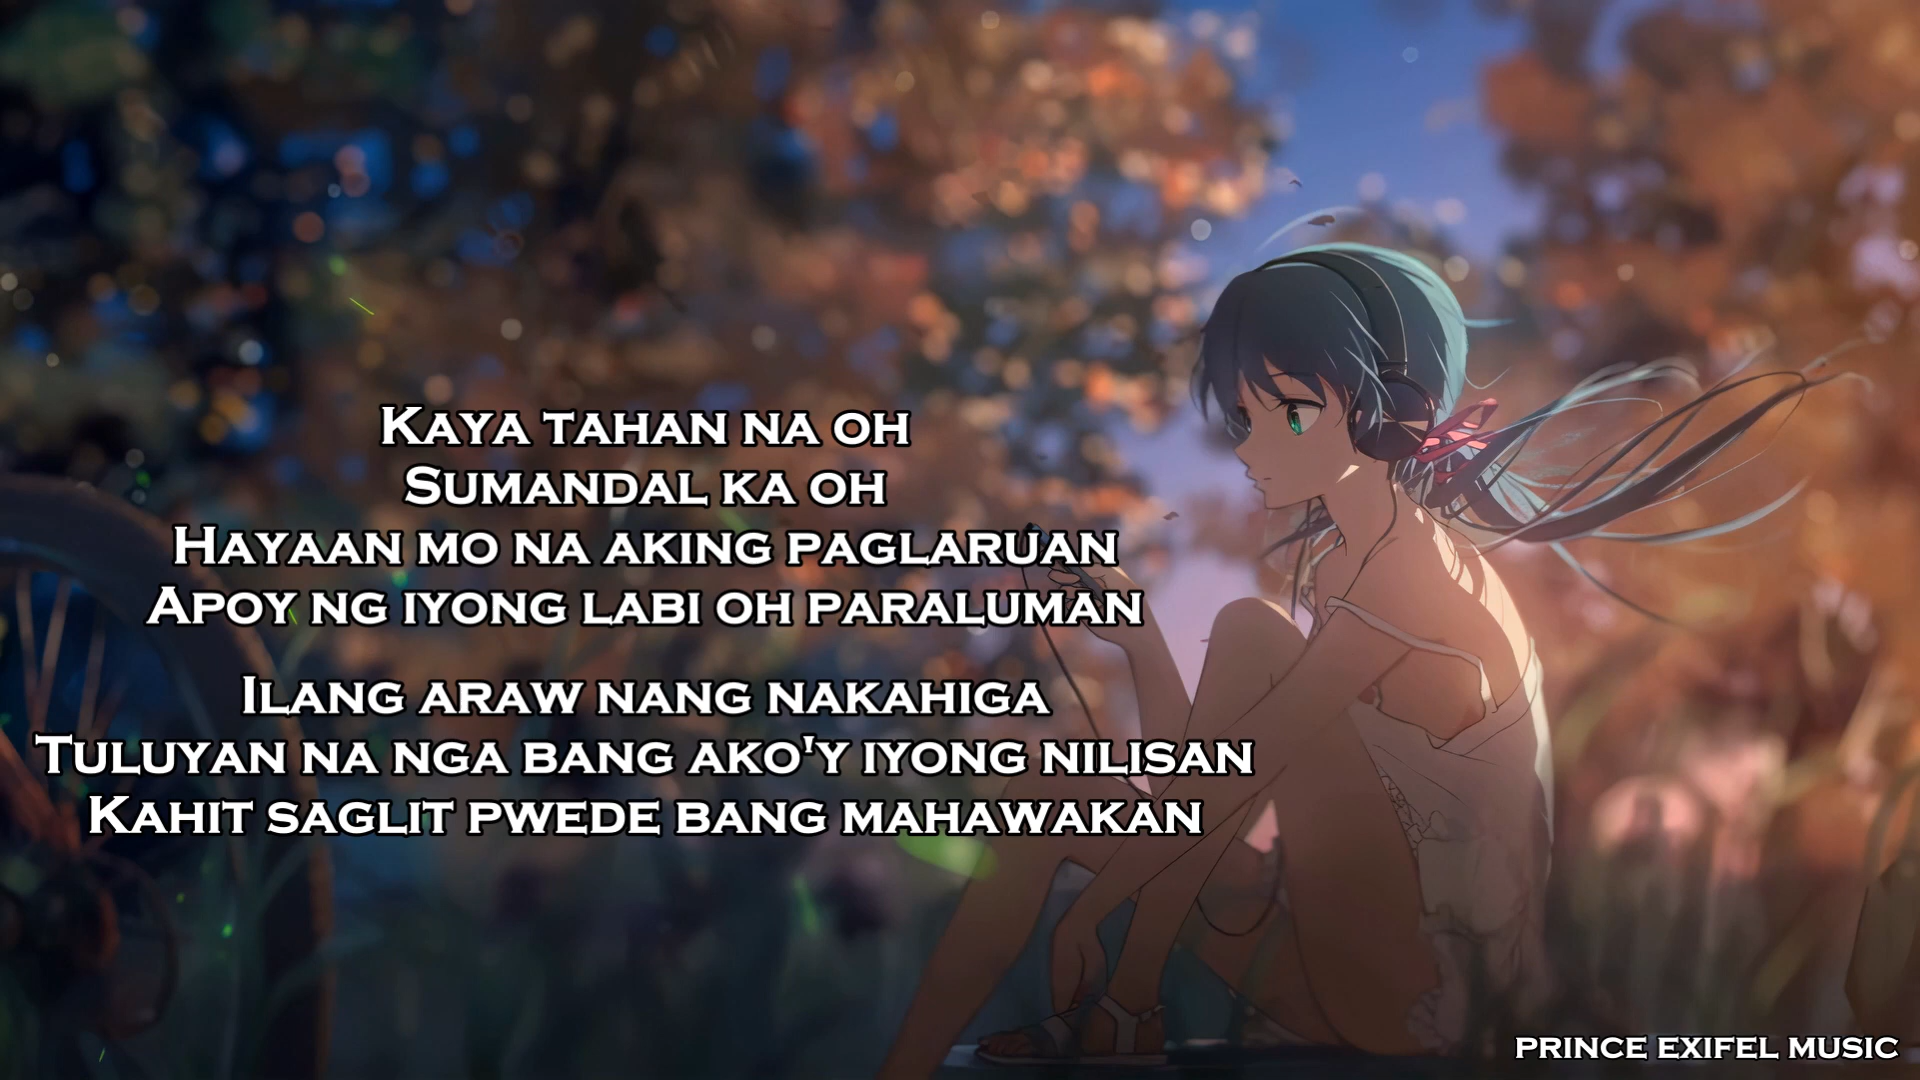 Kaya tahan na oh
Sumandal ka oh
Hayaan mo na aking paglaruan
Apoy ng iyong labi oh paraluman
Ilang araw nang nakahiga
Tuluyan na nga bang ako'y iyong nilisan
Kahit saglit pwede bang mahawakan
PRINCE EXIFEL MUSIC